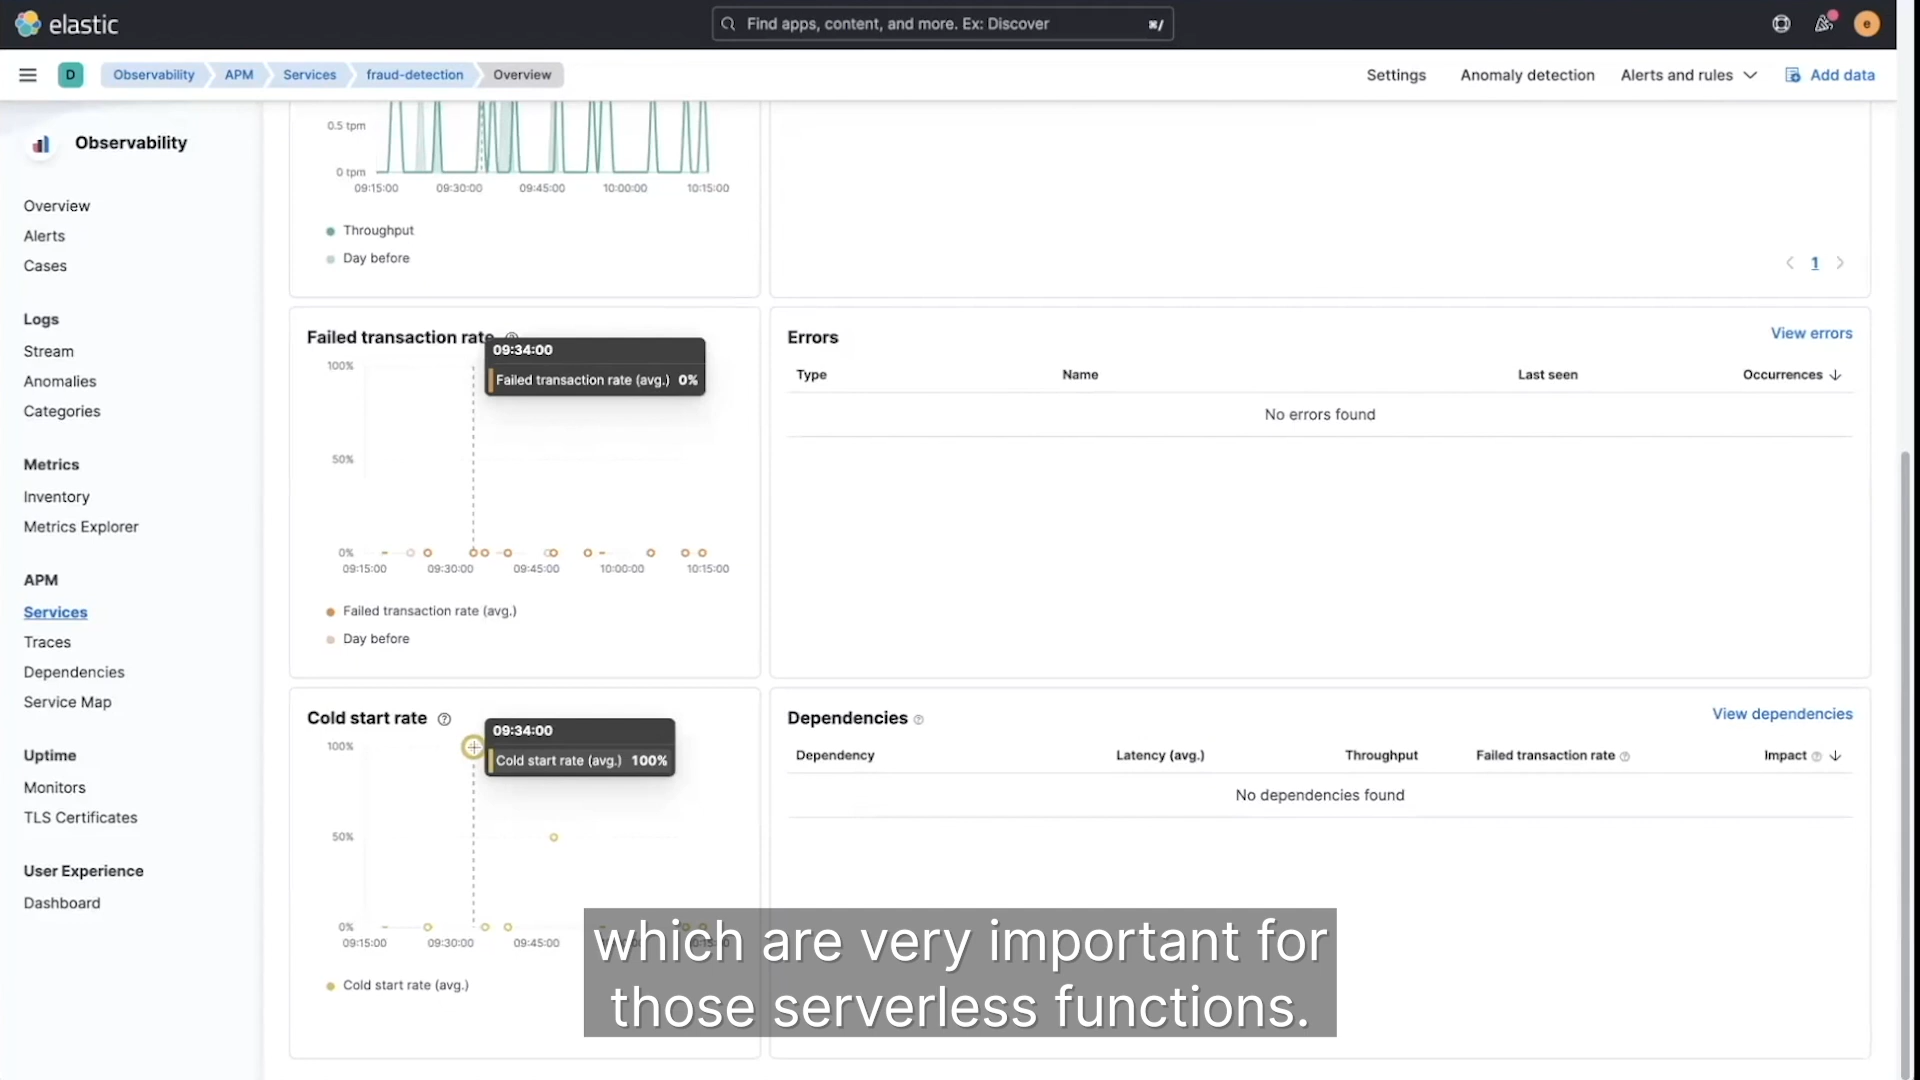 elastic
Find apps, content, and more. Ex: Discover
⌘/
e
D
Observability
APM
Services
fraud-detection
Overview
Settings
Anomaly detection
Alerts and rules
Add data
Observability
Overview
Alerts
Cases
Logs
Stream
Anomalies
Categories
Metrics
Inventory
Metrics Explorer
APM
Services
Traces
Dependencies
Service Map
Uptime
Monitors
TLS Certificates
User Experience
Dashboard
0.5 tpm
0 tpm
09:15:00 09:30:00 09:45:00 10:00:00 10:15:00
Throughput
Day before
1
Failed transaction rate
09:34:00
Failed transaction rate (avg.) 0%
100%
50%
0%
09:15:00 09:30:00 09:45:00 10:00:00 10:15:00
Failed transaction rate (avg.)
Day before
Errors
View errors
Type Name Last seen Occurrences
No errors found
Cold start rate
09:34:00
Cold start rate (avg.) 100%
100%
50%
0%
09:15:00 09:30:00 09:45:00
Cold start rate (avg.)
Dependencies
View dependencies
Dependency Latency (avg.) Throughput Failed transaction rate Impact
No dependencies found
which are very important for
those serverless functions.